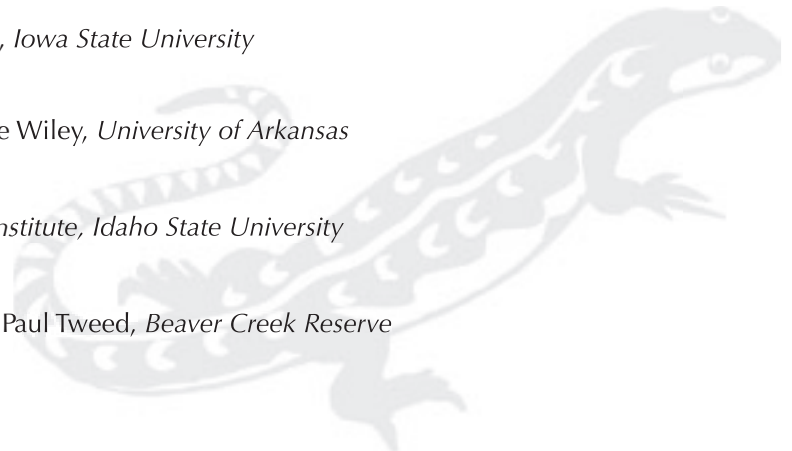 , Iowa State University
e Wiley, University of Arkansas
nstitute, Idaho State University
Paul Tweed, Beaver Creek Reserve